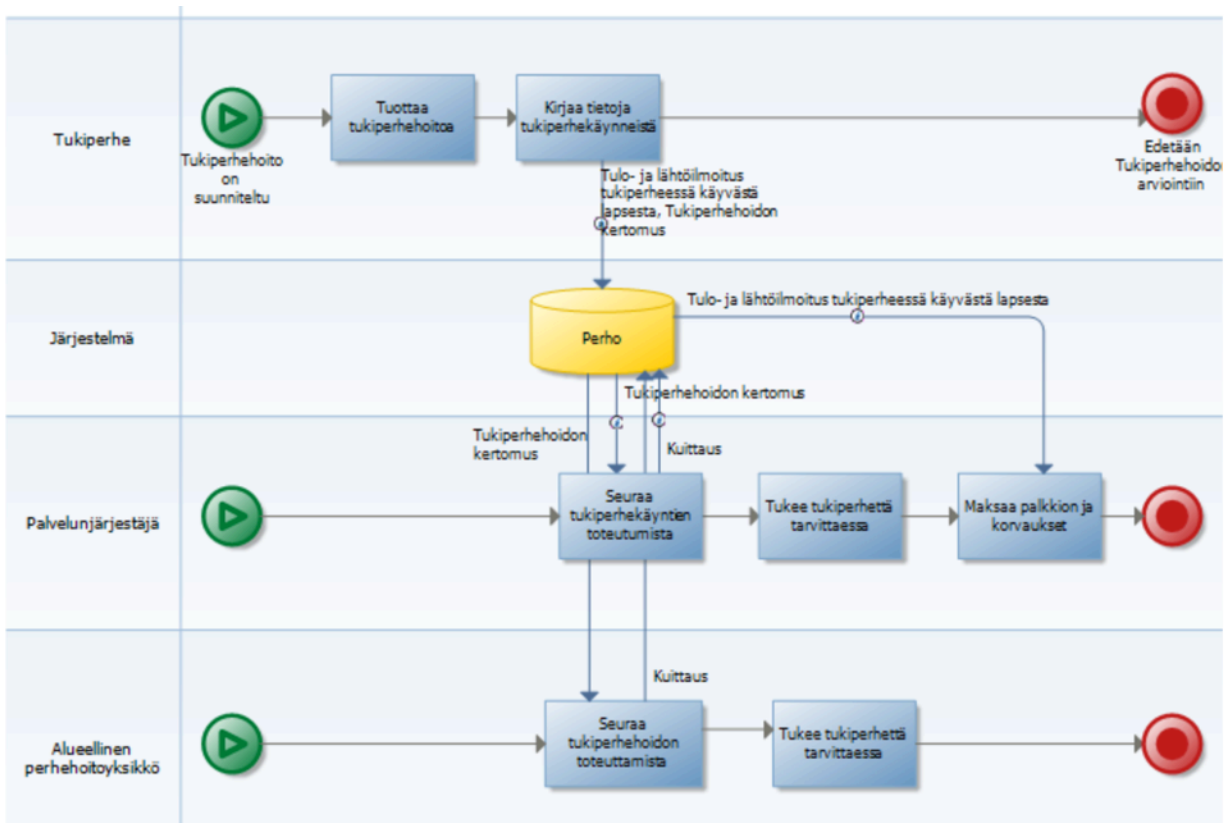 Tukiperhe
Tukiperhehoito
on
suunniteltu
Tuottaa
tukiperhehoitoa
Kirjaa tietoja
tukiperhekäynneistä
Edetään
Tukiperhehoidon
arviointiin
Tulo- ja lähtöilmoitus
tukiperheessä käyvästä
lapsesta, Tukiperhehoidon
kertomus
Järjestelmä
Perho
Tulo- ja lähtöilmoitus tukiperheessä käyvästä lapsesta
Tukiperhehoidon kertomus
Tukiperhehoidon
kertomus
Kuittaus
Palvelunjärjestäjä
Seuraa
tukiperhekäyntien
toteutumista
Tukee tukiperhettä
tarvittaessa
Maksaa palkkion ja
korvaukset
Kuittaus
Alueellinen
perhehoitoyksikkö
Seuraa
tukiperhehoidon
toteuttamista
Tukee tukiperhettä
tarvittaessa